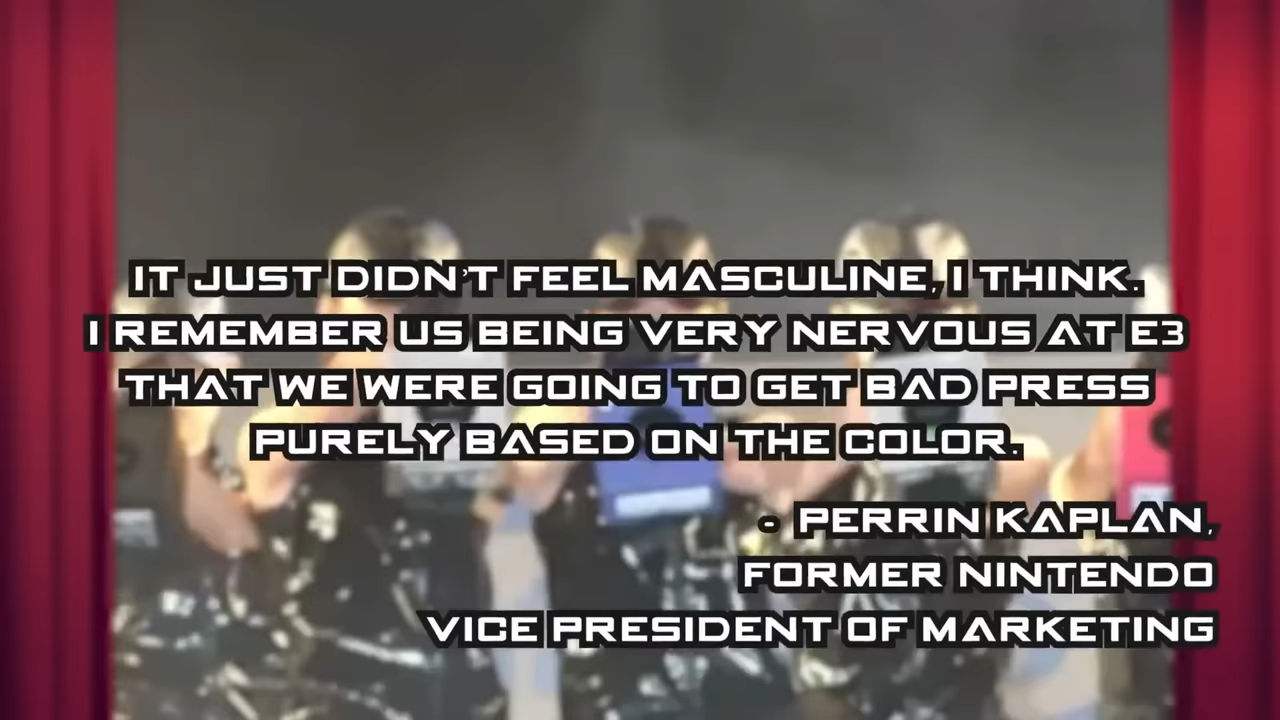 IT JUST DIDN'T FEEL MASCULINE, I THINK.
I REMEMBER US BEING VERY NERVOUS AT E3
THAT WE WERE GOING TO GET BAD PRESS
PURELY BASED ON THE COLOR.
- PERRIN KAPLAN,
FORMER NINTENDO
VICE PRESIDENT OF MARKETING